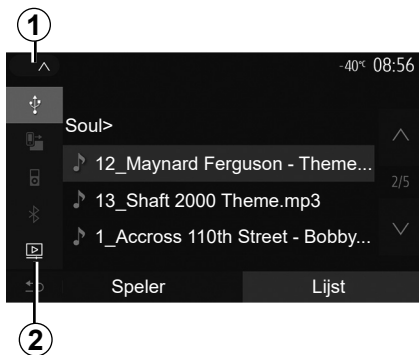 1
-40°C 08:56
Soul>
12_Maynard Ferguson - Theme...
2/5
13_Shaft 2000 Theme.mp3
1_Accross 110th Street - Bobby...
Speler Lijst
2